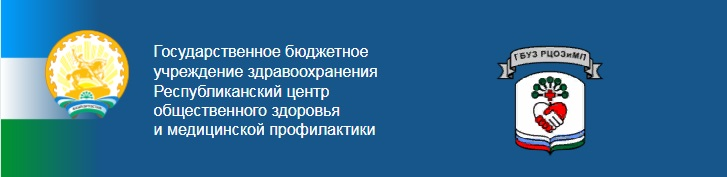 Государственное бюджетное
учреждение здравоохранения
Республиканский центр
общественного здоровья
и медицинской профилактики
ГБУЗ РЦОЗиМП